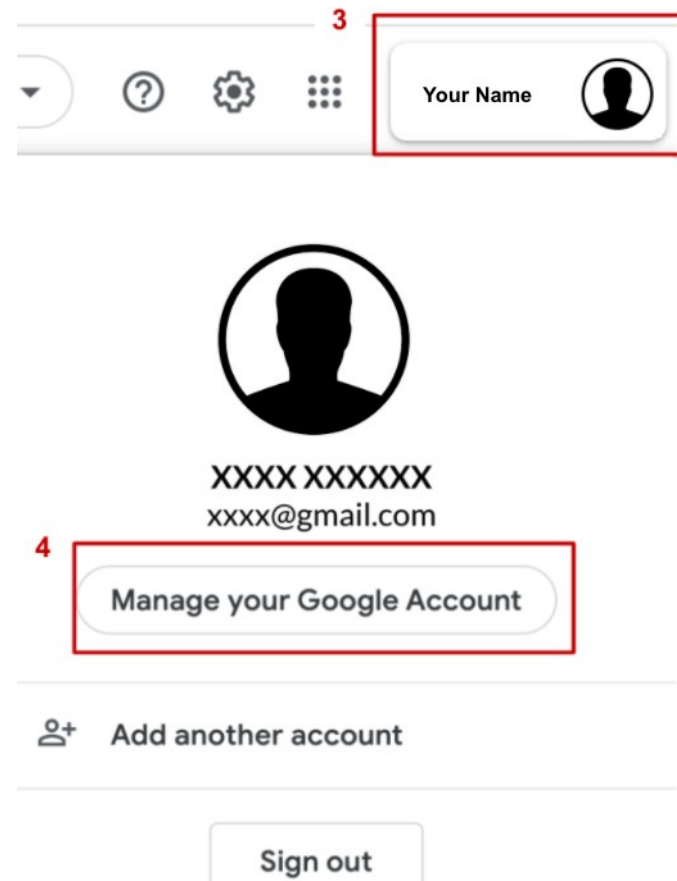 3
Your Name
XXXX XXXXXX
xxxx@gmail.com
4
Manage your Google Account
Add another account
Sign out